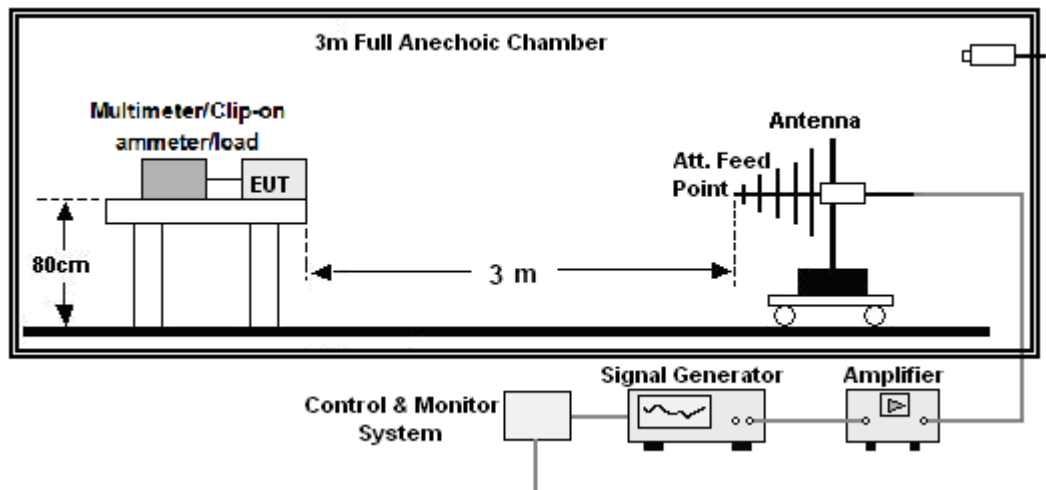 3m Full Anechoic Chamber
Multimeter/Clip-on
ammeter/load
EUT
Antenna
Att. Feed
Point
80cm
3 m
Signal Generator
Amplifier
Control & Monitor
System